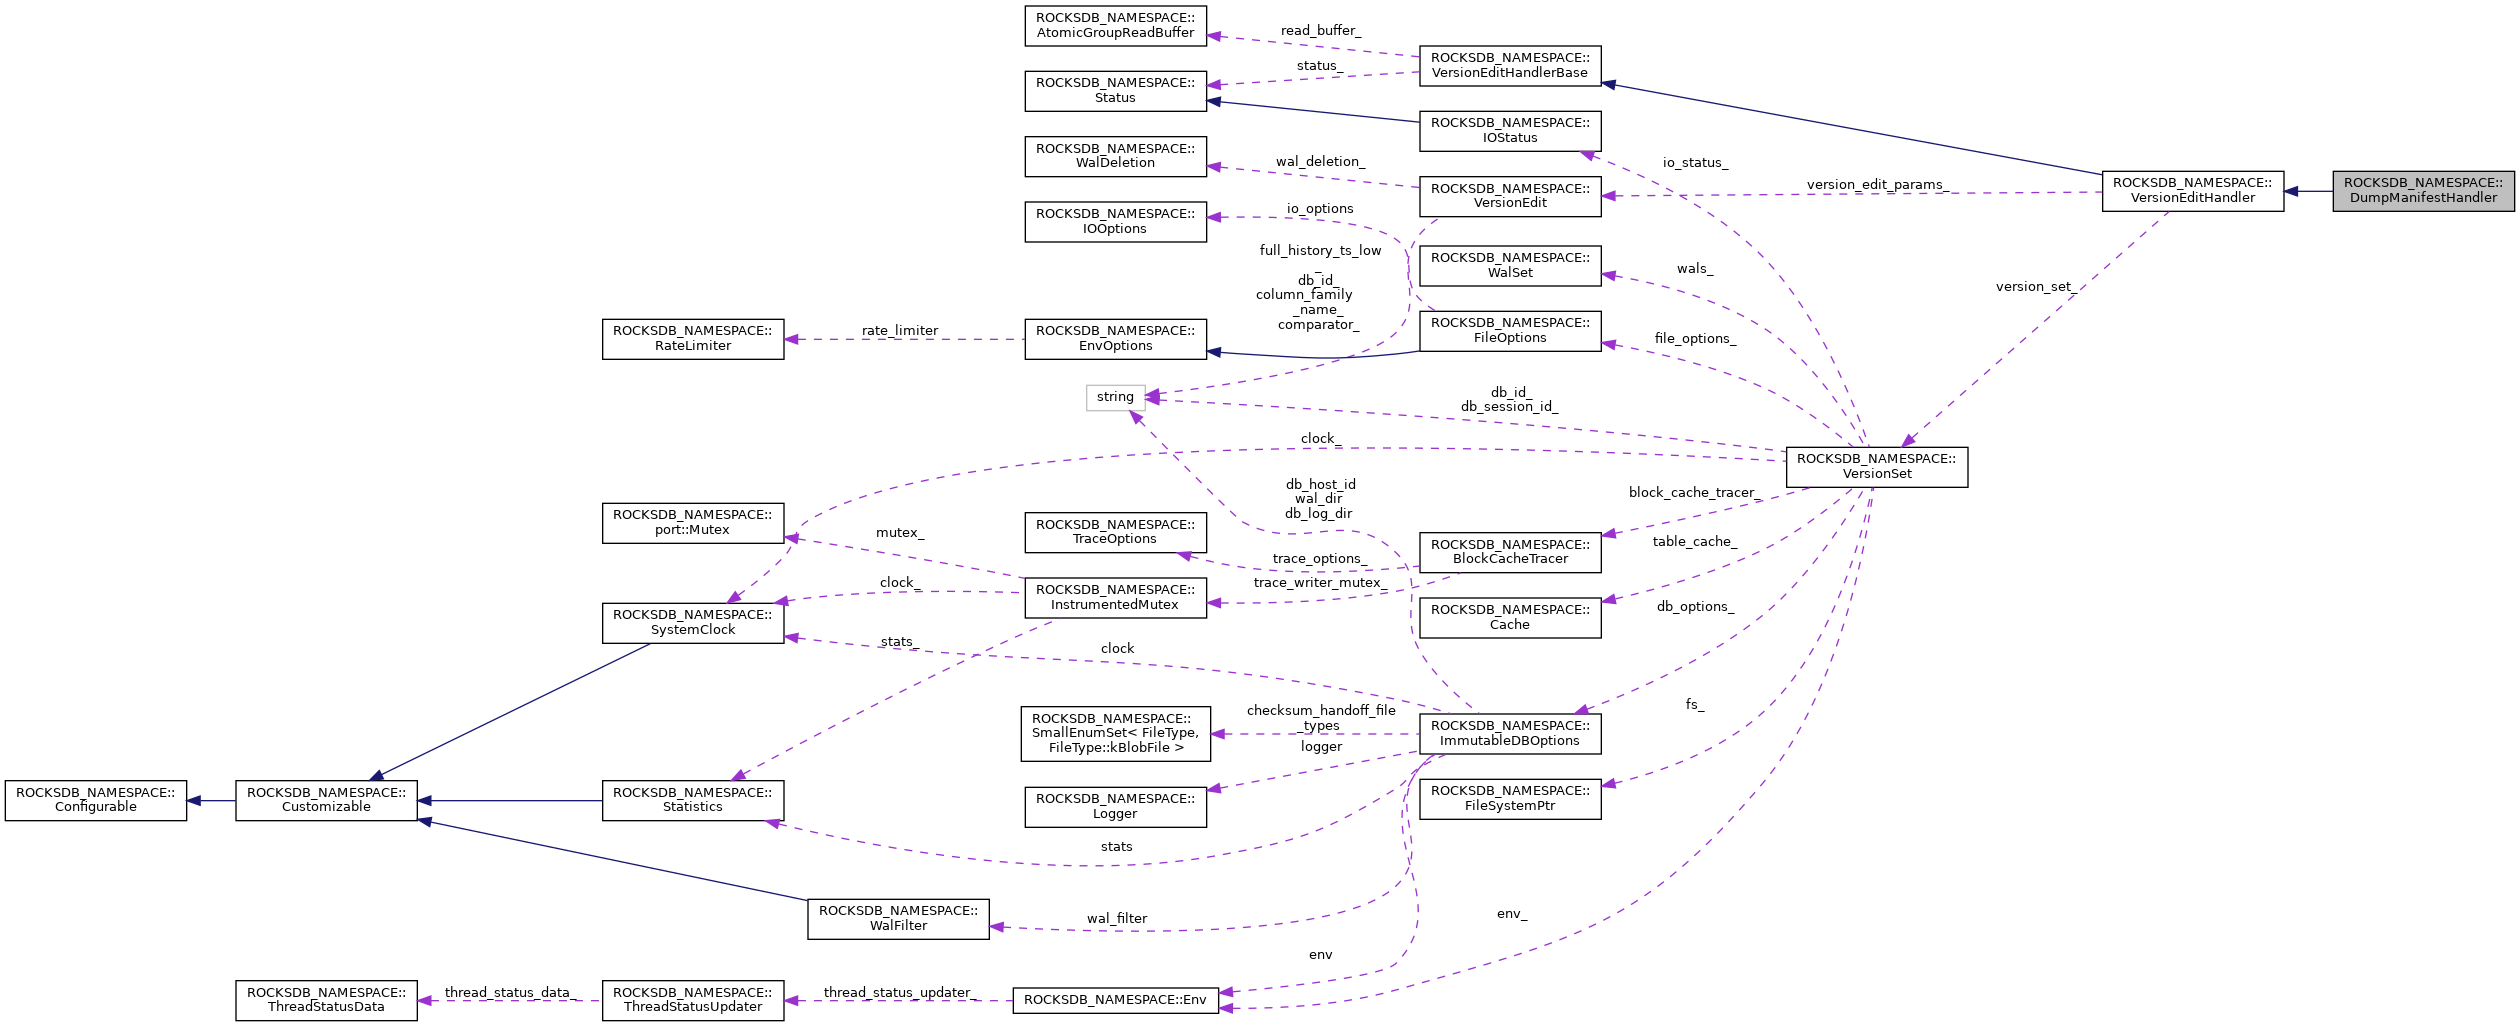 ROCKSDB_NAMESPACE::
AtomicGroupReadBuffer
read_buffer_
ROCKSDB_NAMESPACE::
VersionEditHandlerBase
status_
ROCKSDB_NAMESPACE::
Status
ROCKSDB_NAMESPACE::
IOStatus
ROCKSDB_NAMESPACE::
WalDeletion
wal_deletion_
io_status_
ROCKSDB_NAMESPACE::
VersionEdit
version_edit_params_
ROCKSDB_NAMESPACE::
VersionEditHandler
ROCKSDB_NAMESPACE::
DumpManifestHandler
ROCKSDB_NAMESPACE::
IOOptions
io_options
full_history_ts_low
_
db_id_
column_family
_name_
comparator_
ROCKSDB_NAMESPACE::
WalSet
wals_
version_set_
ROCKSDB_NAMESPACE::
RateLimiter
rate_limiter
ROCKSDB_NAMESPACE::
EnvOptions
ROCKSDB_NAMESPACE::
FileOptions
file_options_
string
db_id_
db_session_id_
clock_
ROCKSDB_NAMESPACE::
VersionSet
db_host_id
wal_dir
db_log_dir
block_cache_tracer_
ROCKSDB_NAMESPACE::
port::Mutex
mutex_
ROCKSDB_NAMESPACE::
TraceOptions
trace_options_
ROCKSDB_NAMESPACE::
BlockCacheTracer
table_cache_
clock_
ROCKSDB_NAMESPACE::
InstrumentedMutex
trace_writer_mutex_
ROCKSDB_NAMESPACE::
Cache
db_options_
ROCKSDB_NAMESPACE::
SystemClock
stats_
clock
fs_
ROCKSDB_NAMESPACE::
SmallEnumSet< FileType,
FileType::kBlobFile >
checksum_handoff_file
_types
logger
ROCKSDB_NAMESPACE::
ImmutableDBOptions
ROCKSDB_NAMESPACE::
Configurable
ROCKSDB_NAMESPACE::
Customizable
ROCKSDB_NAMESPACE::
Statistics
ROCKSDB_NAMESPACE::
Logger
ROCKSDB_NAMESPACE::
FileSystemPtr
stats
ROCKSDB_NAMESPACE::
WalFilter
wal_filter
env_
env
ROCKSDB_NAMESPACE::
ThreadStatusData
thread_status_data_
ROCKSDB_NAMESPACE::
ThreadStatusUpdater
thread_status_updater_
ROCKSDB_NAMESPACE::Env